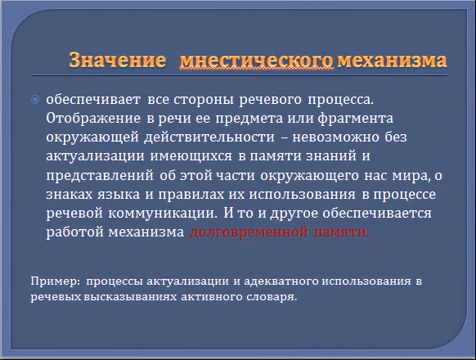 Значение мнестического механизма
обеспечивает все стороны речевого процесса.
Отображение в речи ее предмета или фрагмента
окружающей действительности – невозможно без
актуализации имеющихся в памяти знаний и
представлений об этой части окружающего нас мира, о
знаках языка и правилах их использования в процессе
речевой коммуникации. И то и другое обеспечивается
работой механизма долговременной памяти.
Пример: процессы актуализации и адекватного использования в
речевых высказываниях активного словаря.